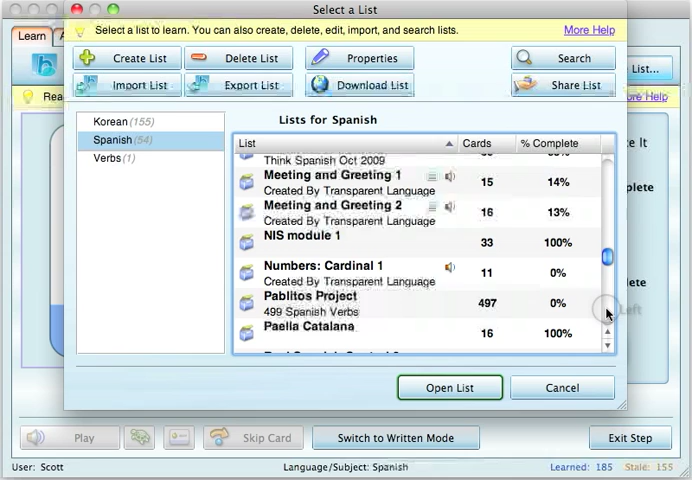 Select a List
Select a list to learn. You can also create, delete, edit, import, and search lists.
More Help
Learn
Create List
Delete List
Properties
Search
Import List
Export List
Download List
Share List
List...
Rea
ore Help
Korean (155)
Spanish (54)
Verbs (1)
Lists for Spanish
List Cards % Complete
Think Spanish Oct 2009
Meeting and Greeting 1
Created By Transparent Language
15 14%
Meeting and Greeting 2
Created By Transparent Language
16 13%
NIS module 1
33 100%
Numbers: Cardinal 1
Created By Transparent Language
11 0%
Pablitos Project
499 Spanish Verbs
497 0%
Paella Catalana
16 100%
e It
plete
lete
Left
Open List
Cancel
Play
Skip Card
Switch to Written Mode
Exit Step
User: Scott
Language/Subject: Spanish
Learned: 185
Stale: 155